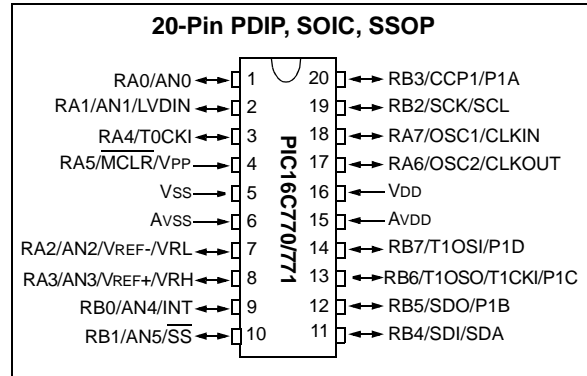 20-Pin PDIP, SOIC, SSOP
RA0/AN0 1 20 RB3/CCP1/P1A
RA1/AN1/LVDIN 2 19 RB2/SCK/SCL
RA4/T0CKI 3 18 RA7/OSC1/CLKIN
RA5/MCLR/VPP 4 17 RA6/OSC2/CLKOUT
VSS 5 16 VDD
AVSS 6 15 AVDD
RA2/AN2/VREF-/VRL 7 14 RB7/T1OSI/P1D
RA3/AN3/VREF+/VRH 8 13 RB6/T1OSO/T1CKI/P1C
RB0/AN4/INT 9 12 RB5/SDO/P1B
RB1/AN5/SS 10 11 RB4/SDI/SDA
PIC16C770/771